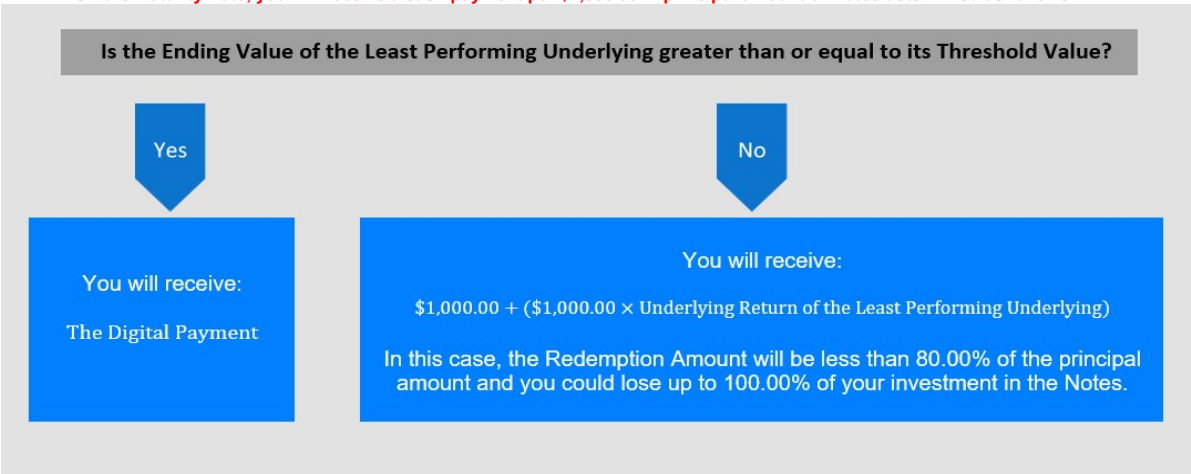 Is the Ending Value of the Least Performing Underlying greater than or equal to its Threshold Value?
Yes
No
You will receive:
The Digital Payment
You will receive:
$1,000.00 + ($1,000.00 × Underlying Return of the Least Performing Underlying)
In this case, the Redemption Amount will be less than 80.00% of the principal
amount and you could lose up to 100.00% of your investment in the Notes.